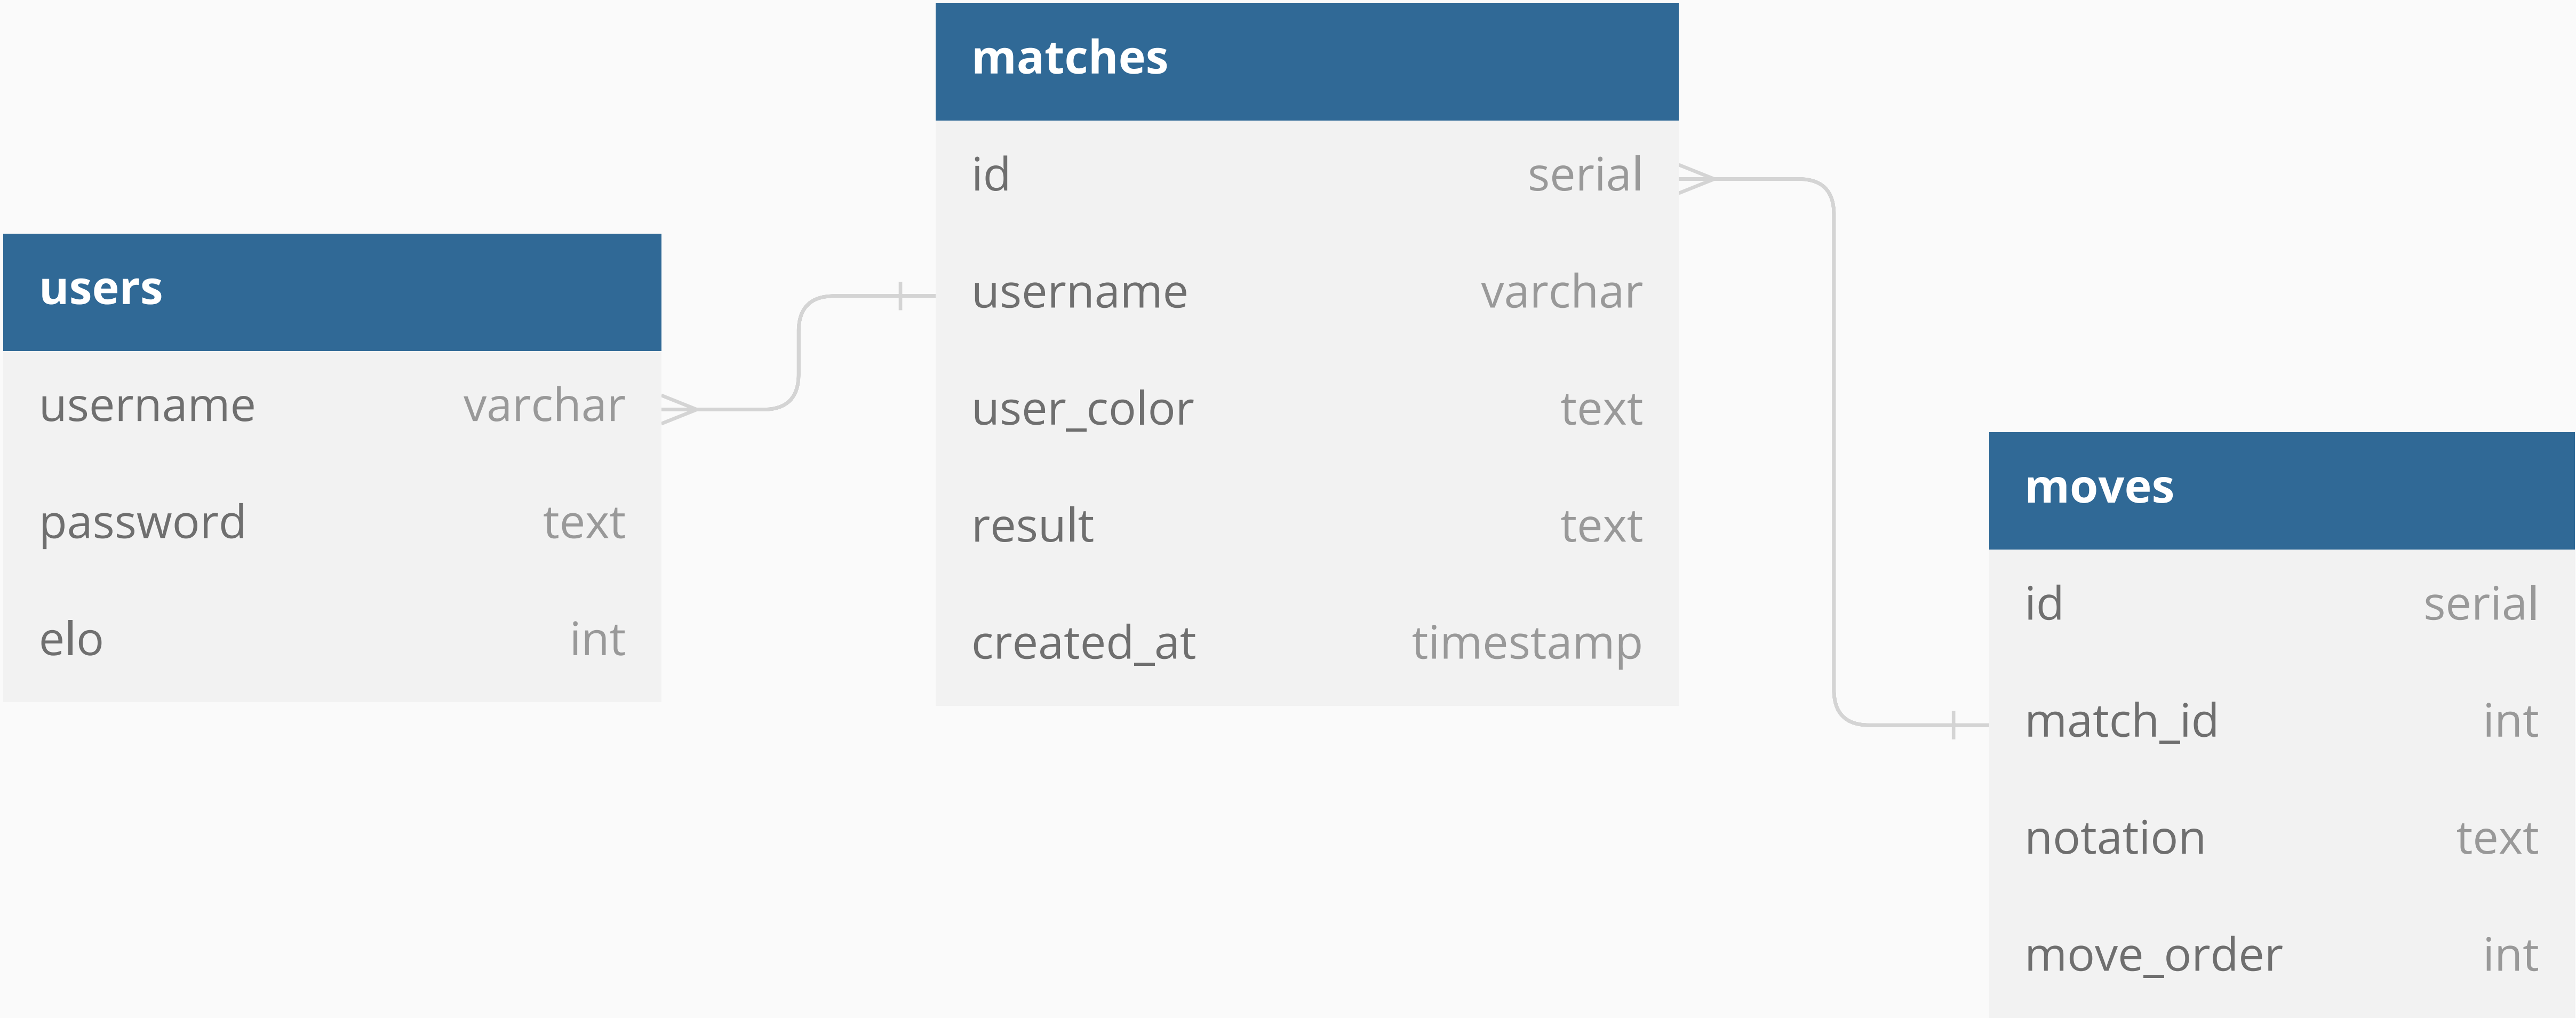 users
username varchar
password text
elo int
matches
id serial
username varchar
user_color text
result text
created_at timestamp
moves
id serial
match_id int
notation text
move_order int